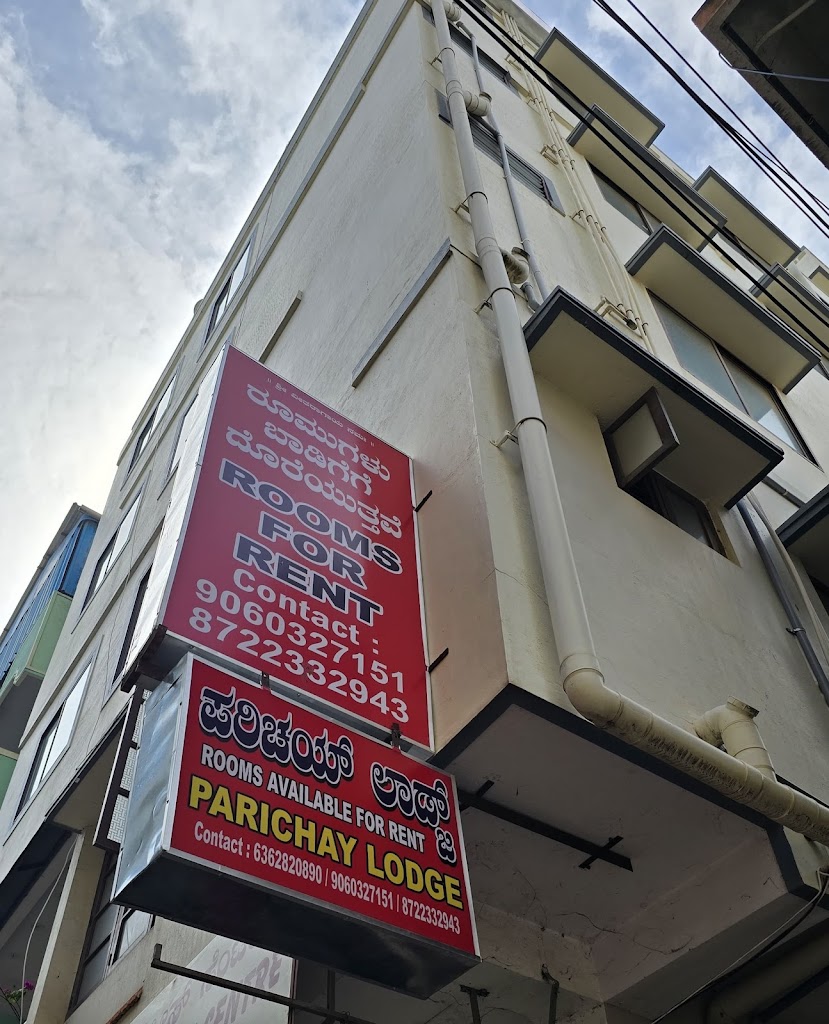 ರೂಮುಗಳು
ಬಾಡಿಗೆಗೆ
ದೊರೆಯುತ್ತವೆ
ROOMS
FOR
RENT
Contact :
9060327151
8722332943
ಪರಿಚಯ್ ಲಾಡ್ಜ್
ROOMS AVAILABLE FOR RENT
PARICHAY LODGE
Contact : 6362820890 / 9060327151 / 8722332943
CENTRE